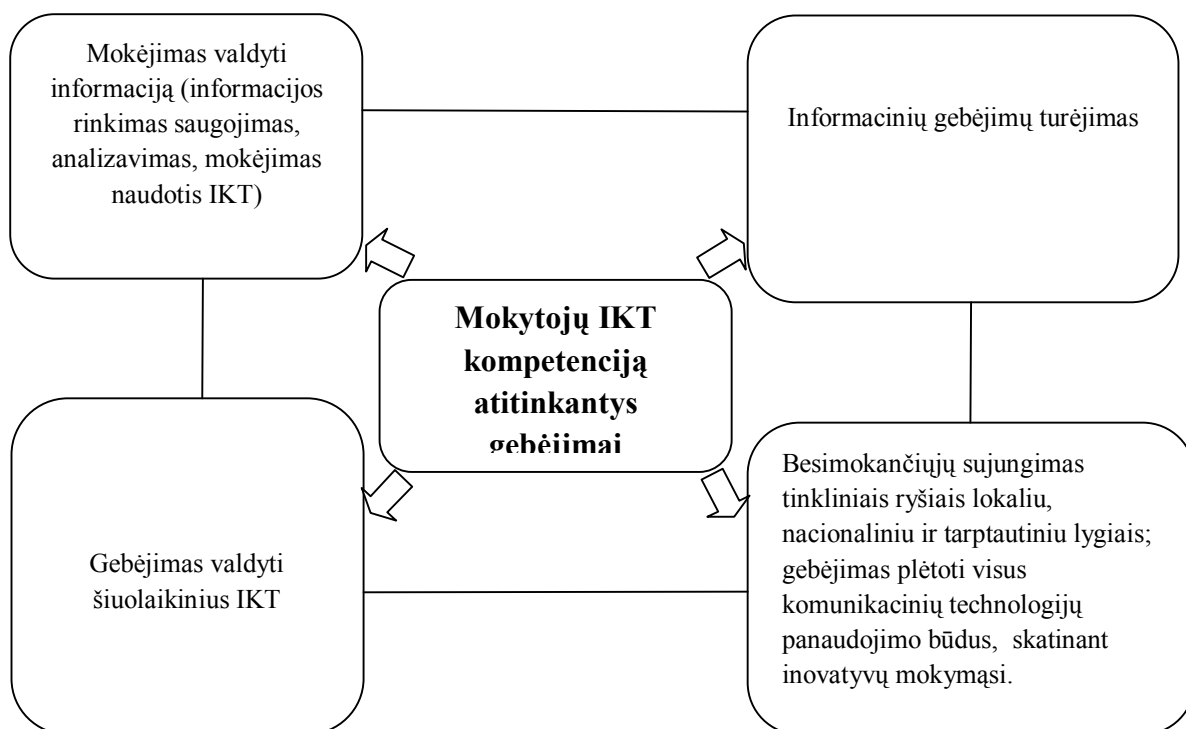 Mokėjimas valdyti
informaciją (informacijos
rinkimas saugojimas,
analizavimas, mokėjimas
naudotis IKT)
Informacinių gebėjimų turėjimas
Mokytojų IKT
kompetenciją
atitinkantys
gebėjimai
Gebėjimas valdyti
šiuolaikinius IKT
Besimokančiųjų sujungimas
tinkliniais ryšiais lokaliu,
nacionaliniu ir tarptautiniu lygiais;
gebėjimas plėtoti visus
komunikacinių technologijų
panaudojimo būdus, skatinant
inovatyvų mokymąsi.